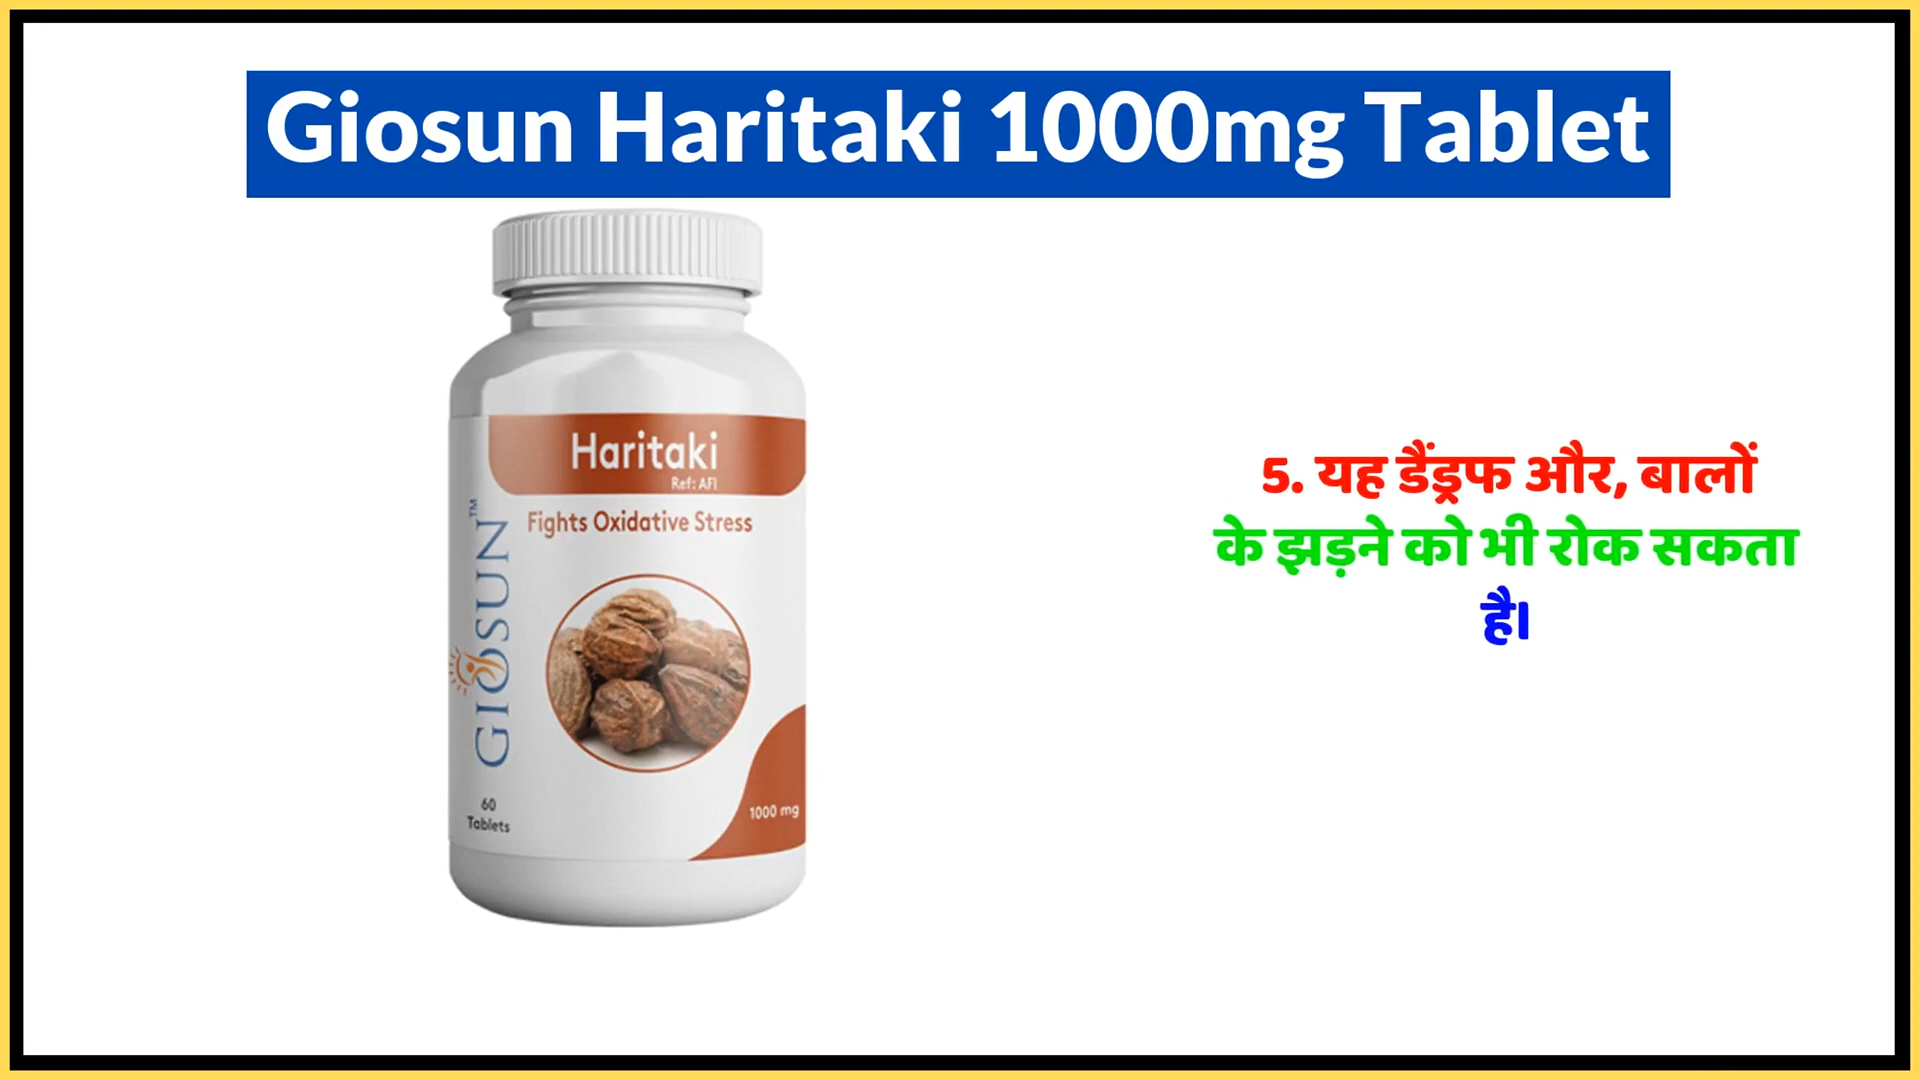 Giosun Haritaki 1000mg Tablet
Haritaki
Ref: AFI
Fights Oxidative Stress
GIOSUN™
60
Tablets
1000 mg
5. यह डैंड्रफ और, बालों
के झड़ने को भी रोक सकता
है।